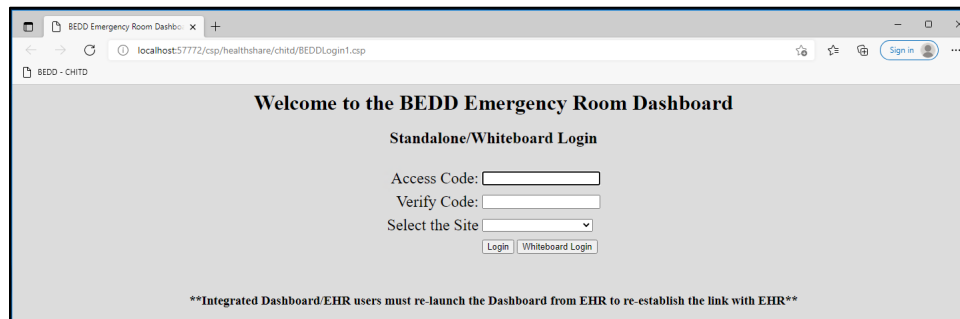 BEDD Emergency Room Dashbo
localhost:57772/csp/healthshare/chitd/BEDDLogin1.csp
Sign in
BEDD - CHITD
Welcome to the BEDD Emergency Room Dashboard
Standalone/Whiteboard Login
Access Code:
Verify Code:
Select the Site
Login Whiteboard Login
**Integrated Dashboard/EHR users must re-launch the Dashboard from EHR to re-establish the link with EHR**